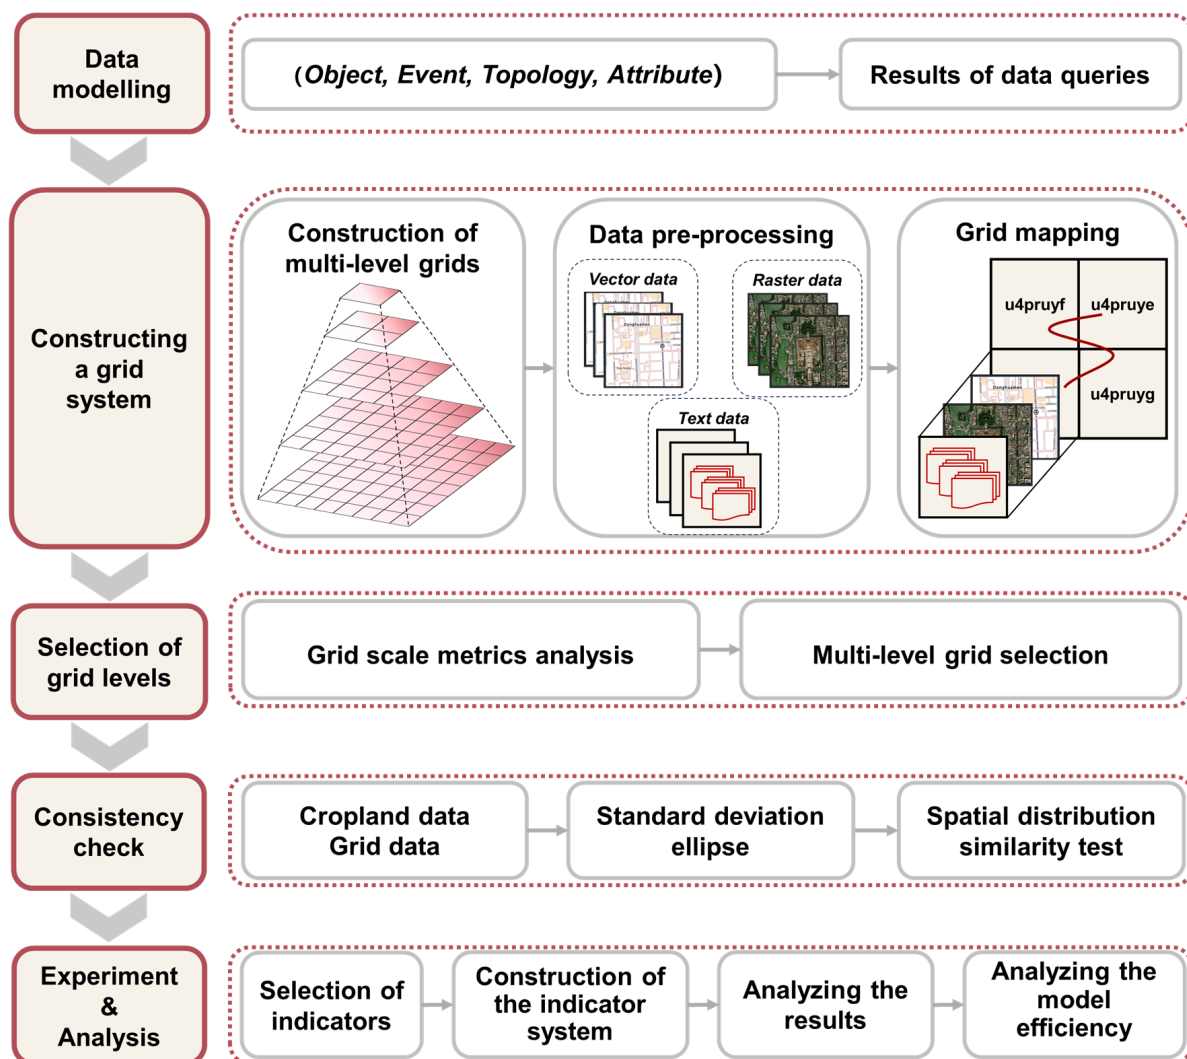 Data
modelling
(Object, Event, Topology, Attribute)
Results of data queries
Constructing
a grid
system
Construction of
multi-level grids
Data pre-processing
Vector data
Raster data
Text data
Grid mapping
u4pruyf
u4pruye
u4pruyg
Donghuamen
Donghuamen
Selection of
grid levels
Grid scale metrics analysis
Multi-level grid selection
Consistency
check
Cropland data
Grid data
Standard deviation
ellipse
Spatial distribution
similarity test
Experiment
&
Analysis
Selection of
indicators
Construction of
the indicator
system
Analyzing the
results
Analyzing the
model
efficiency